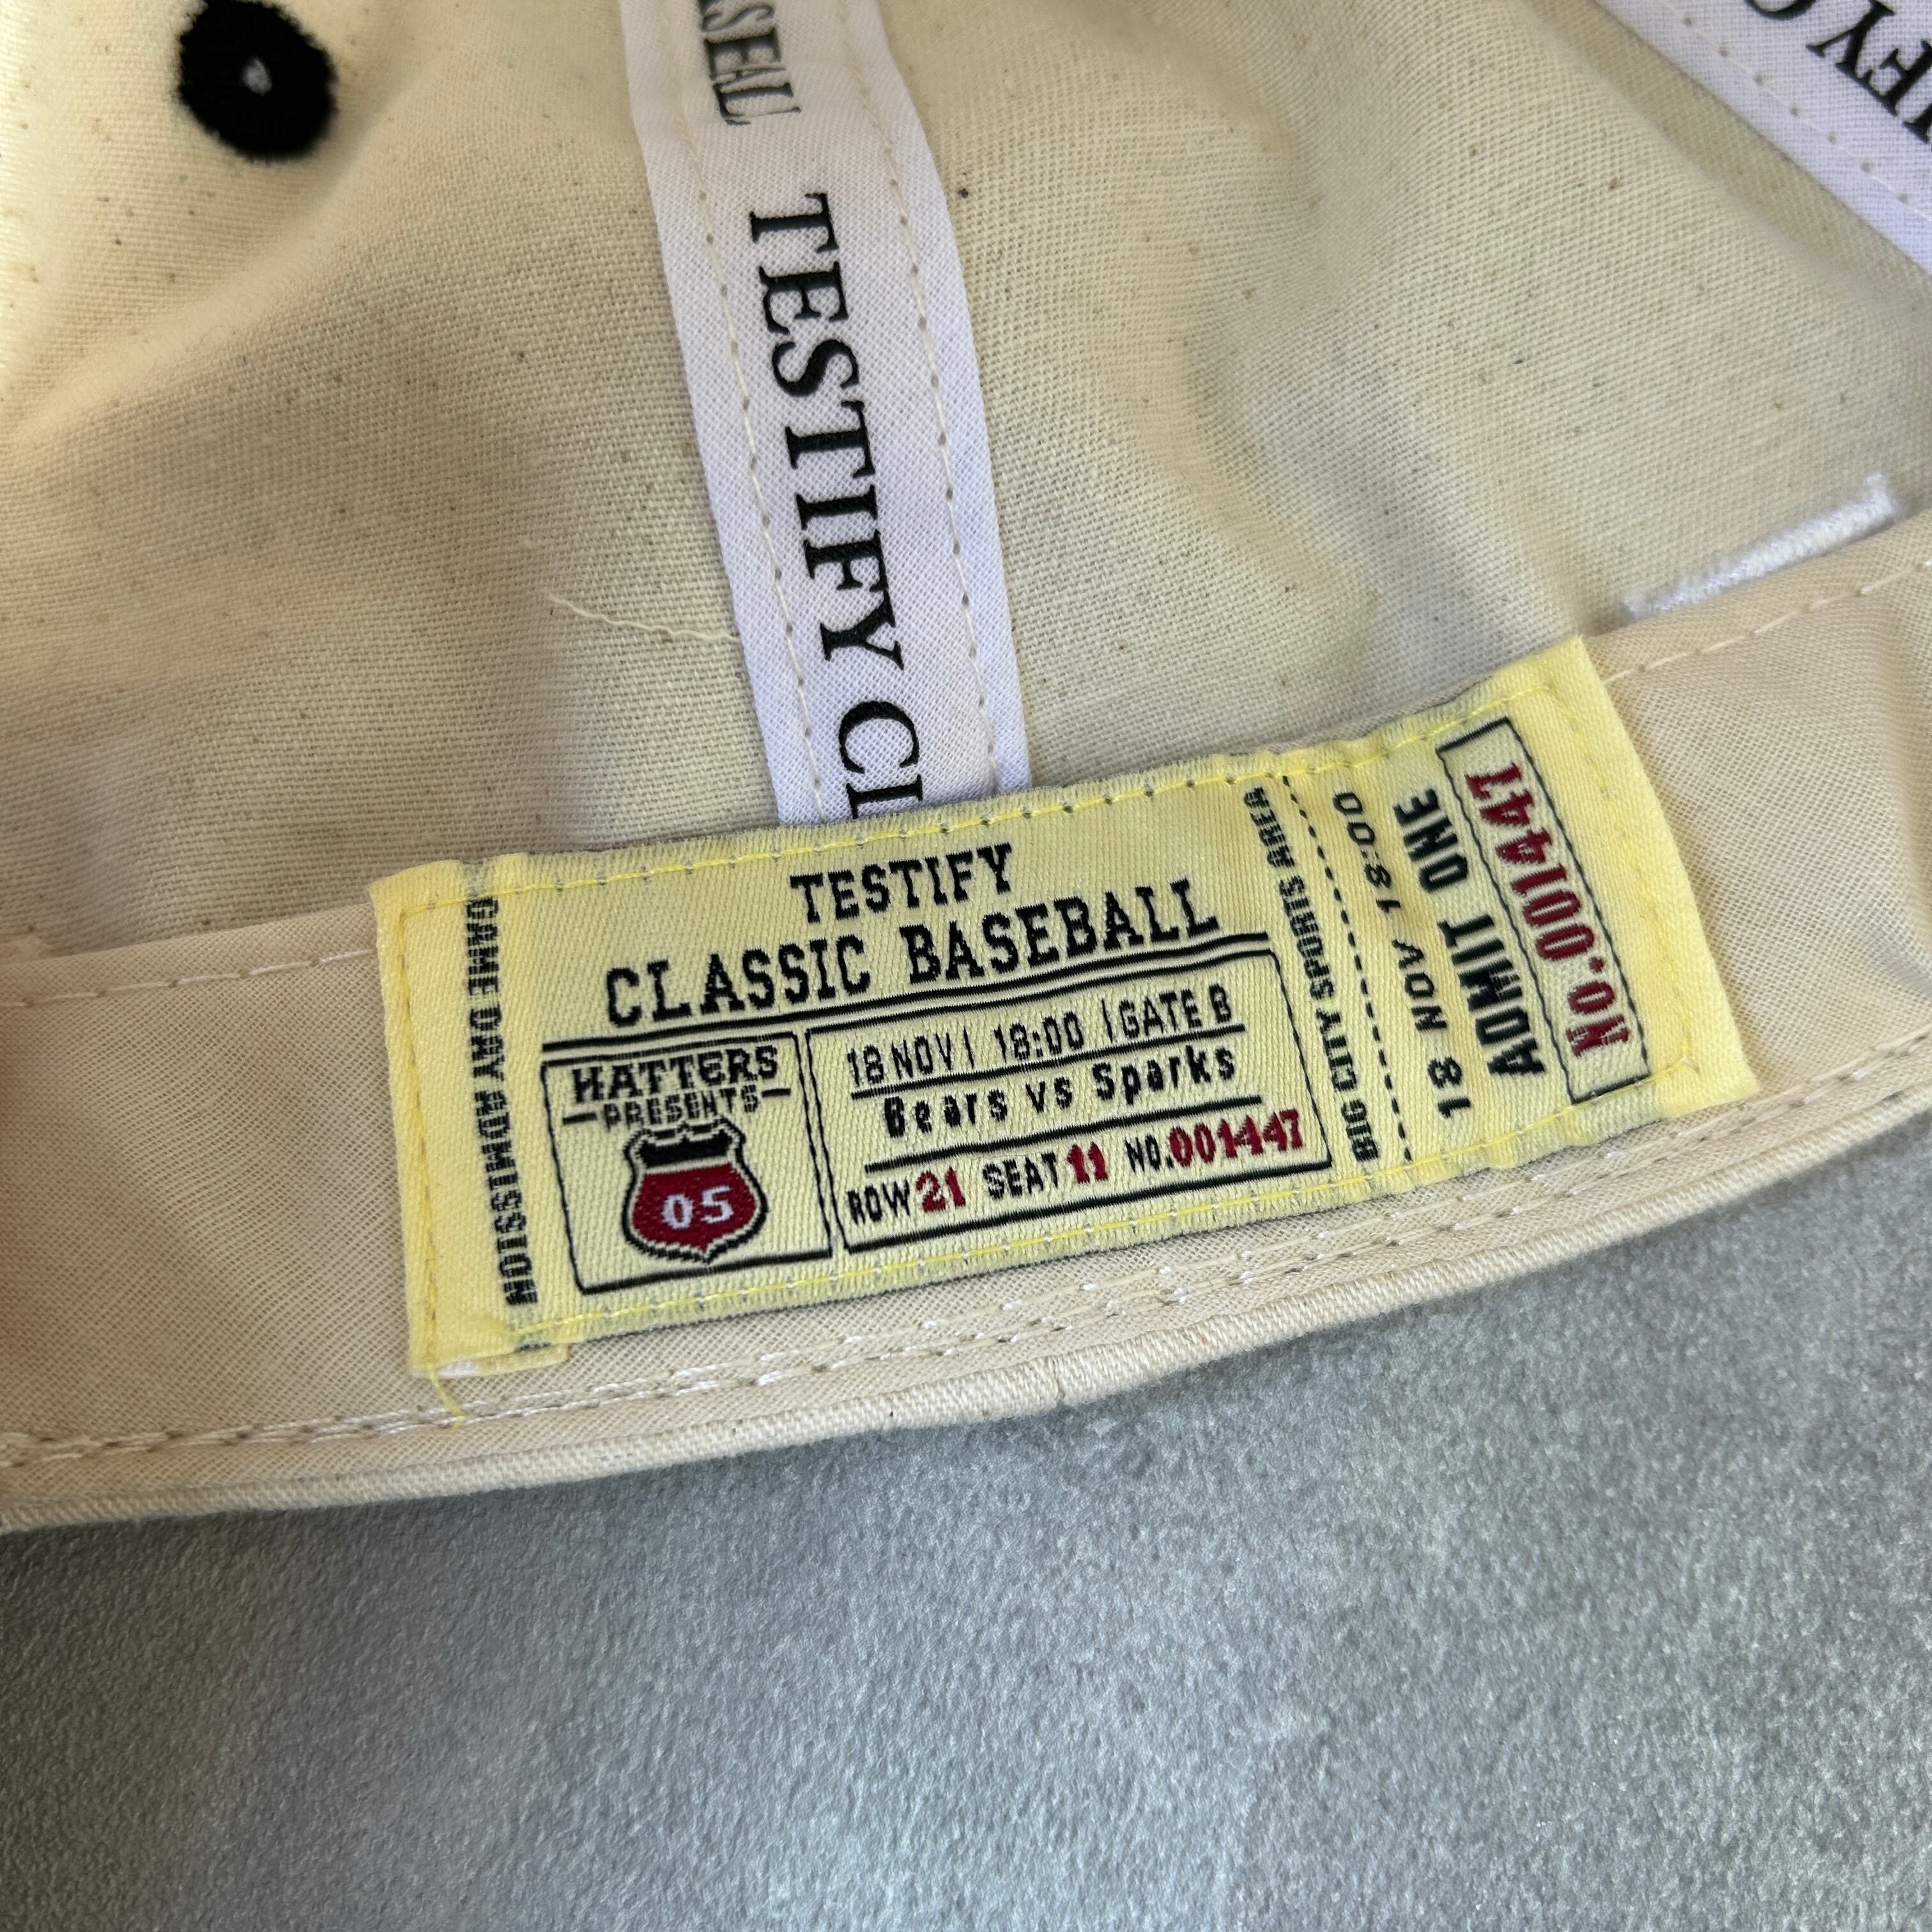 TESTIFY CL
GAME DAY ADMISSION
TESTIFY
CLASSIC BASEBALL
HATTERS
PRESENTS
05
18 NOV | 18:00 | GATE B
Bears vs Sparks
ROW 21 SEAT 11 NO.001447
BIG CITY SPORTS AREA
18 NOV 18:00
ADMIT ONE
NO.001447